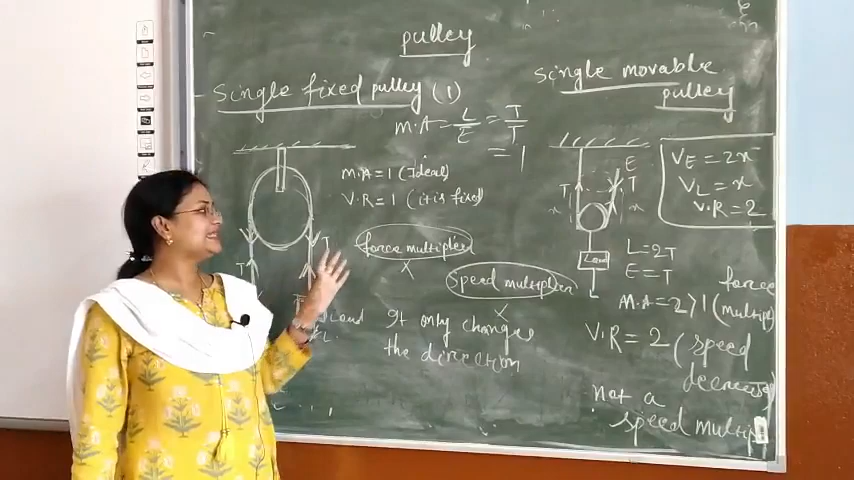 pulley
Single fixed pulley (1)
M.A = L/E = T/T
= 1
M.A = 1 (Ideal)
V.R = 1 (it is fixed)
T
T
force multiplier
X
speed multiplier
X
It only changes
the direction
Single movable
pulley
E
T
T
x
x
Load
VE = 2x
VL = x
V.R = 2
L = 2T
E = T
force
M.A = 2 > 1 (multip
V.R = 2 (speed
decreases)
Not a
speed multip